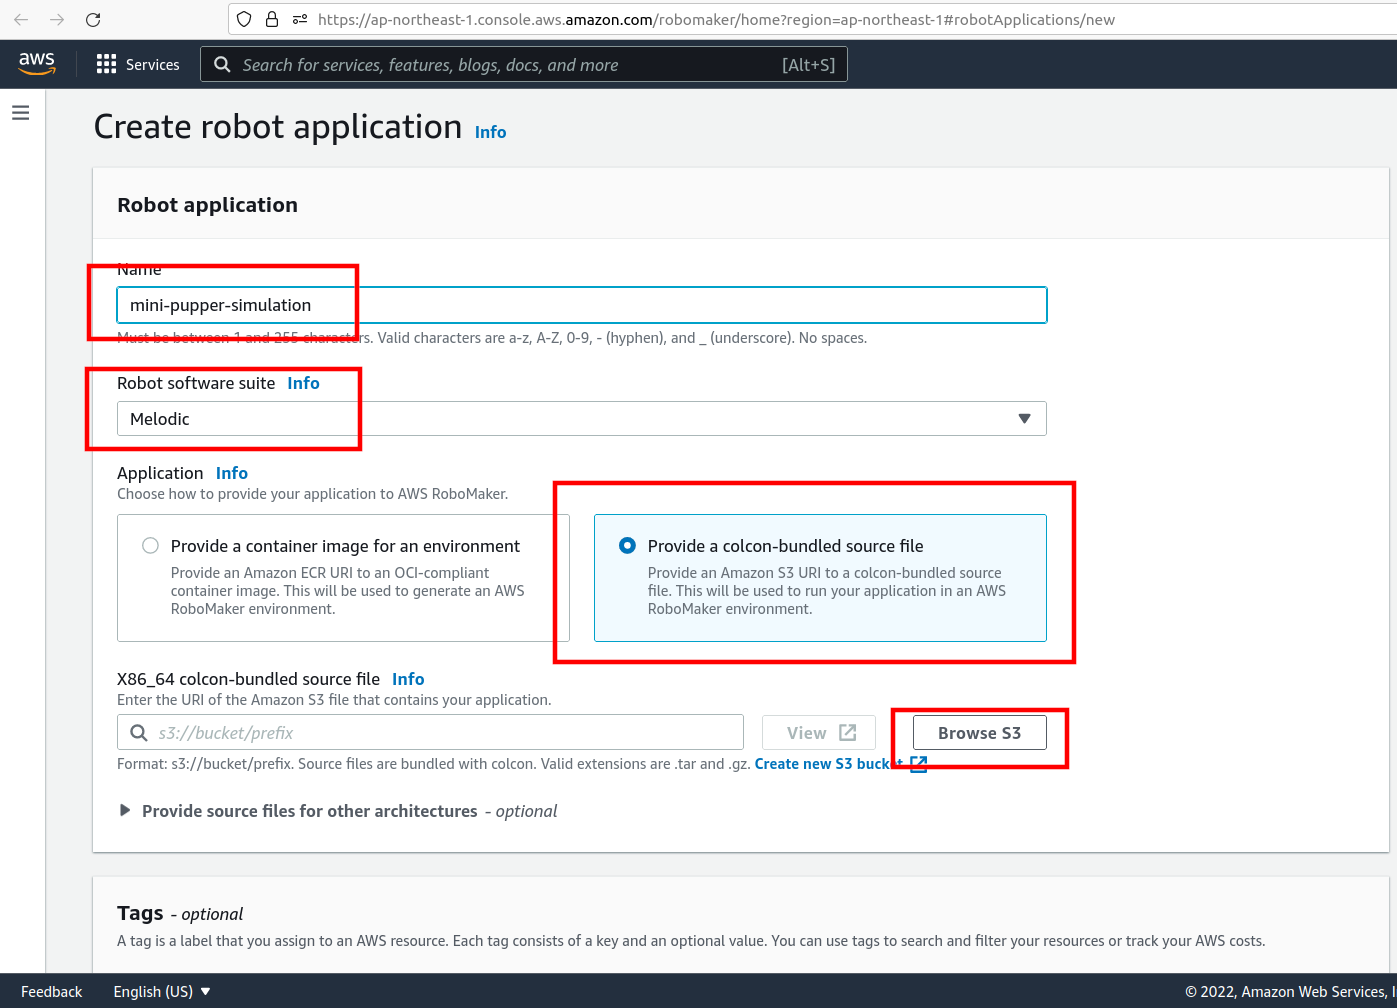 https://ap-northeast-1.console.aws.amazon.com/robomaker/home?region=ap-northeast-1#robotApplications/new
aws
Services
Search for services, features, blogs, docs, and more [Alt+S]
Create robot application Info
Robot application
Name
mini-pupper-simulation
Must be between 1 and 255 characters. Valid characters are a-z, A-Z, 0-9, - (hyphen), and _ (underscore). No spaces.
Robot software suite Info
Melodic
Application Info
Choose how to provide your application to AWS RoboMaker.
Provide a container image for an environment
Provide an Amazon ECR URI to an OCI-compliant
container image. This will be used to generate an AWS
RoboMaker environment.
Provide a colcon-bundled source file
Provide an Amazon S3 URI to a colcon-bundled source
file. This will be used to run your application in an AWS
RoboMaker environment.
X86_64 colcon-bundled source file Info
Enter the URI of the Amazon S3 file that contains your application.
s3://bucket/prefix
View
Browse S3
Format: s3://bucket/prefix. Source files are bundled with colcon. Valid extensions are .tar and .gz. Create new S3 bucket
Provide source files for other architectures - optional
Tags - optional
A tag is a label that you assign to an AWS resource. Each tag consists of a key and an optional value. You can use tags to search and filter your resources or track your AWS costs.
Feedback English (US) © 2022, Amazon Web Services,